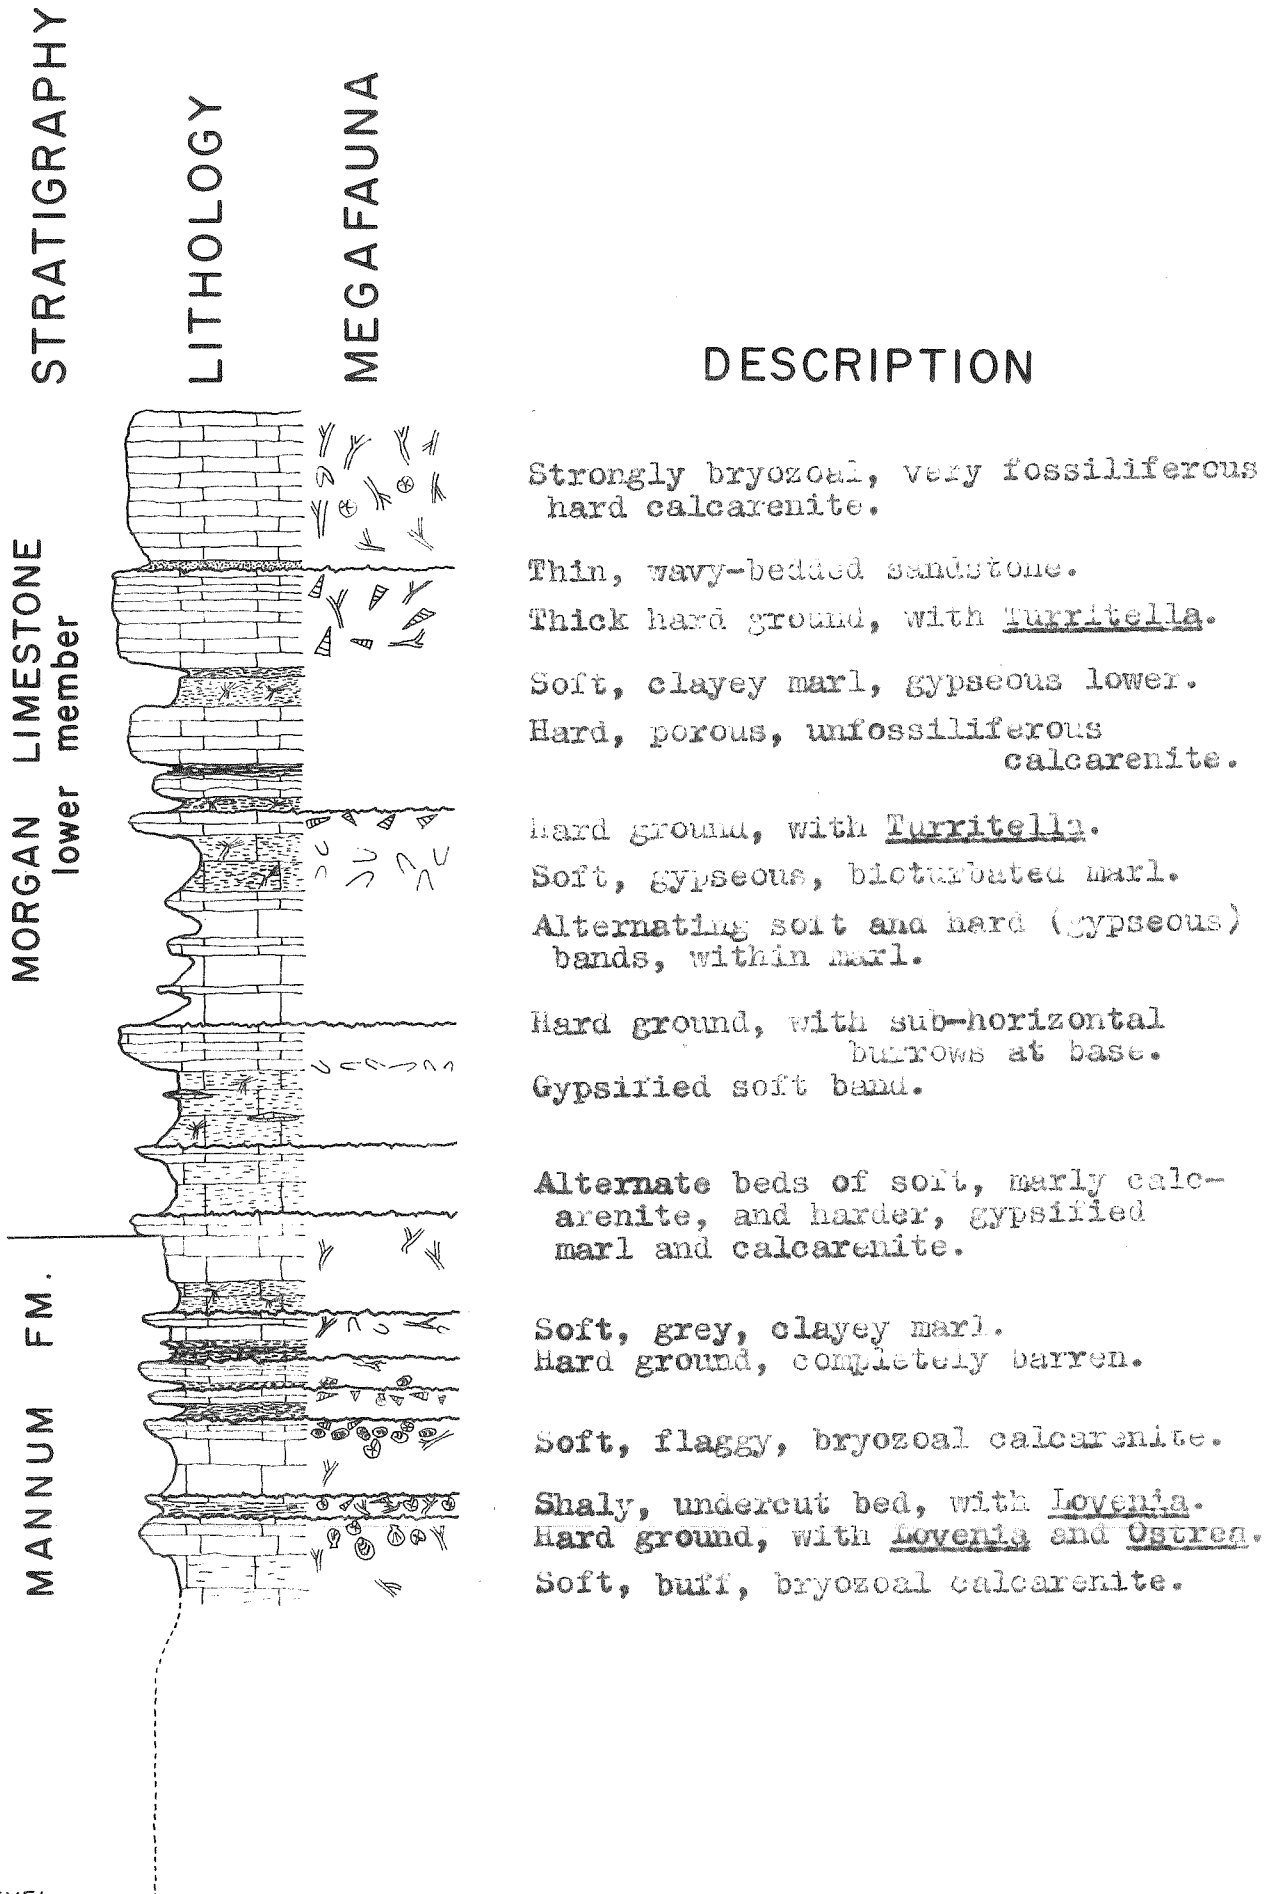 STRATIGRAPHY
LITHOLOGY
MEGAFAUNA
DESCRIPTION
MORGAN LIMESTONE
lower member
MANNUM FM.
Strongly bryozoal, very fossiliferous
hard calcarenite.
Thin, wavy-bedded sandstone.
Thick hard ground, with Turritella.
Soft, clayey marl, gypseous lower.
Hard, porous, unfossiliferous
calcarenite.
hard ground, with Turritella.
Soft, gypseous, bioturbated marl.
Alternating soft and hard (gypseous)
bands, within marl.
Hard ground, with sub-horizontal
burrows at base.
Gypsified soft band.
Alternate beds of soft, marly calc-
arenite, and harder, gypsified
marl and calcarenite.
Soft, grey, clayey marl.
Hard ground, completely barren.
Soft, flaggy, bryozoal calcarenite.
Shaly, undercut bed, with Lovenia.
Hard ground, with Lovenia and Ostrea.
Soft, buff, bryozoal calcarenite.